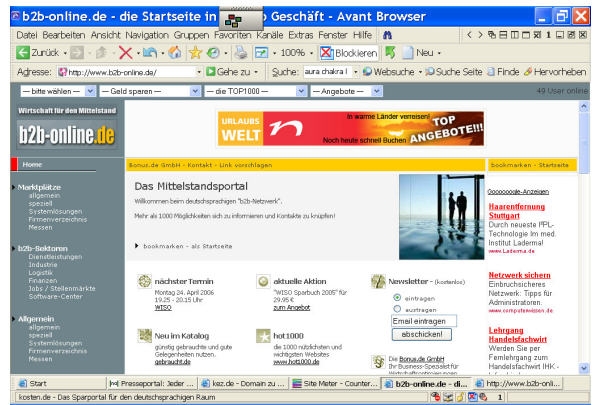 b2b-online.de - die Startseite in Geschäft - Avant Browser
Datei Bearbeiten Ansicht Navigation Gruppen Favoriten Kanäle Extras Fenster Hilfe
Zurück 100% Blockieren Neu
Adresse: http://www.b2b-online.de/ Gehe zu Suche: aura chakra l Websuche Suche Seite Finde Hervorheben
-- bitte wählen -- Geld sparen -- -- die TOP1000 -- -- Angebote -- 49 User online
Wirtschaft für den Mittelstand
b2b-online.de
URLAUBS WELT
In warme Länder verreisen!
Noch heute schnell Buchen
TOP ANGEBOTE!!!
Home
Bonus.de GmbH - Kontakt - Link vorschlagen
bookmarken - Startseite
Marktplätze
allgemein
speziell
Systemlösungen
Firmenverzeichnis
Messen
b2b-Sektoren
Dienstleistungen
Industrie
Logistik
Finanzen
Jobs / Stellenmärkte
Software-Center
Allgemein
allgemein
speziell
Systemlösungen
Firmenverzeichnis
Messen
Das Mittelstandsportal
Willkommen beim deutschsprachigen "b2b-Netzwerk".
Mehr als 1000 Möglichkeiten sich zu informieren und Kontakte zu knüpfen!
bookmarken - als Startseite
nächster Termin
Montag 24. April 2006
19.25 - 20.15 Uhr
WISO
aktuelle Aktion
"WISO Sparbuch 2005" für
29.95 €
zum Angebot
Newsletter - (kostenlos)
eintragen
austragen
Email eintragen
abschicken!
Neu im Katalog
günstig gebrauchte und gute
Gelegenheiten nutzen.
gebraucht.de
hot1000
die 1000 nützlichsten und
wichtigsten Websites
www.hot1000.de
Die Bonus.de GmbH
Ihr Business-Spezialist für
Wirtschaftsoptimierungen
Goooooogle-Anzeigen
Haarentfernung
Stuttgart
Durch neueste I²PL-
Technologie Im med.
Institut Laderma!
www.Laderma.de
Netzwerk sichern
Einbruchsicheres
Netzwerk: Tipps für
Administratoren.
www.computerwissen.de
Lehrgang
Handelsfachwirt
Werden Sie per
Fernlehrgang zum
Handelsfachwirt IHK -
Start Presseportal: Jeder ... kez.de - Domain zu ... Site Meter - Counter... b2b-online.de - di... http://www.b2b-onli...
kosten.de - Das Sparportal für den deutschsprachigen Raum 1